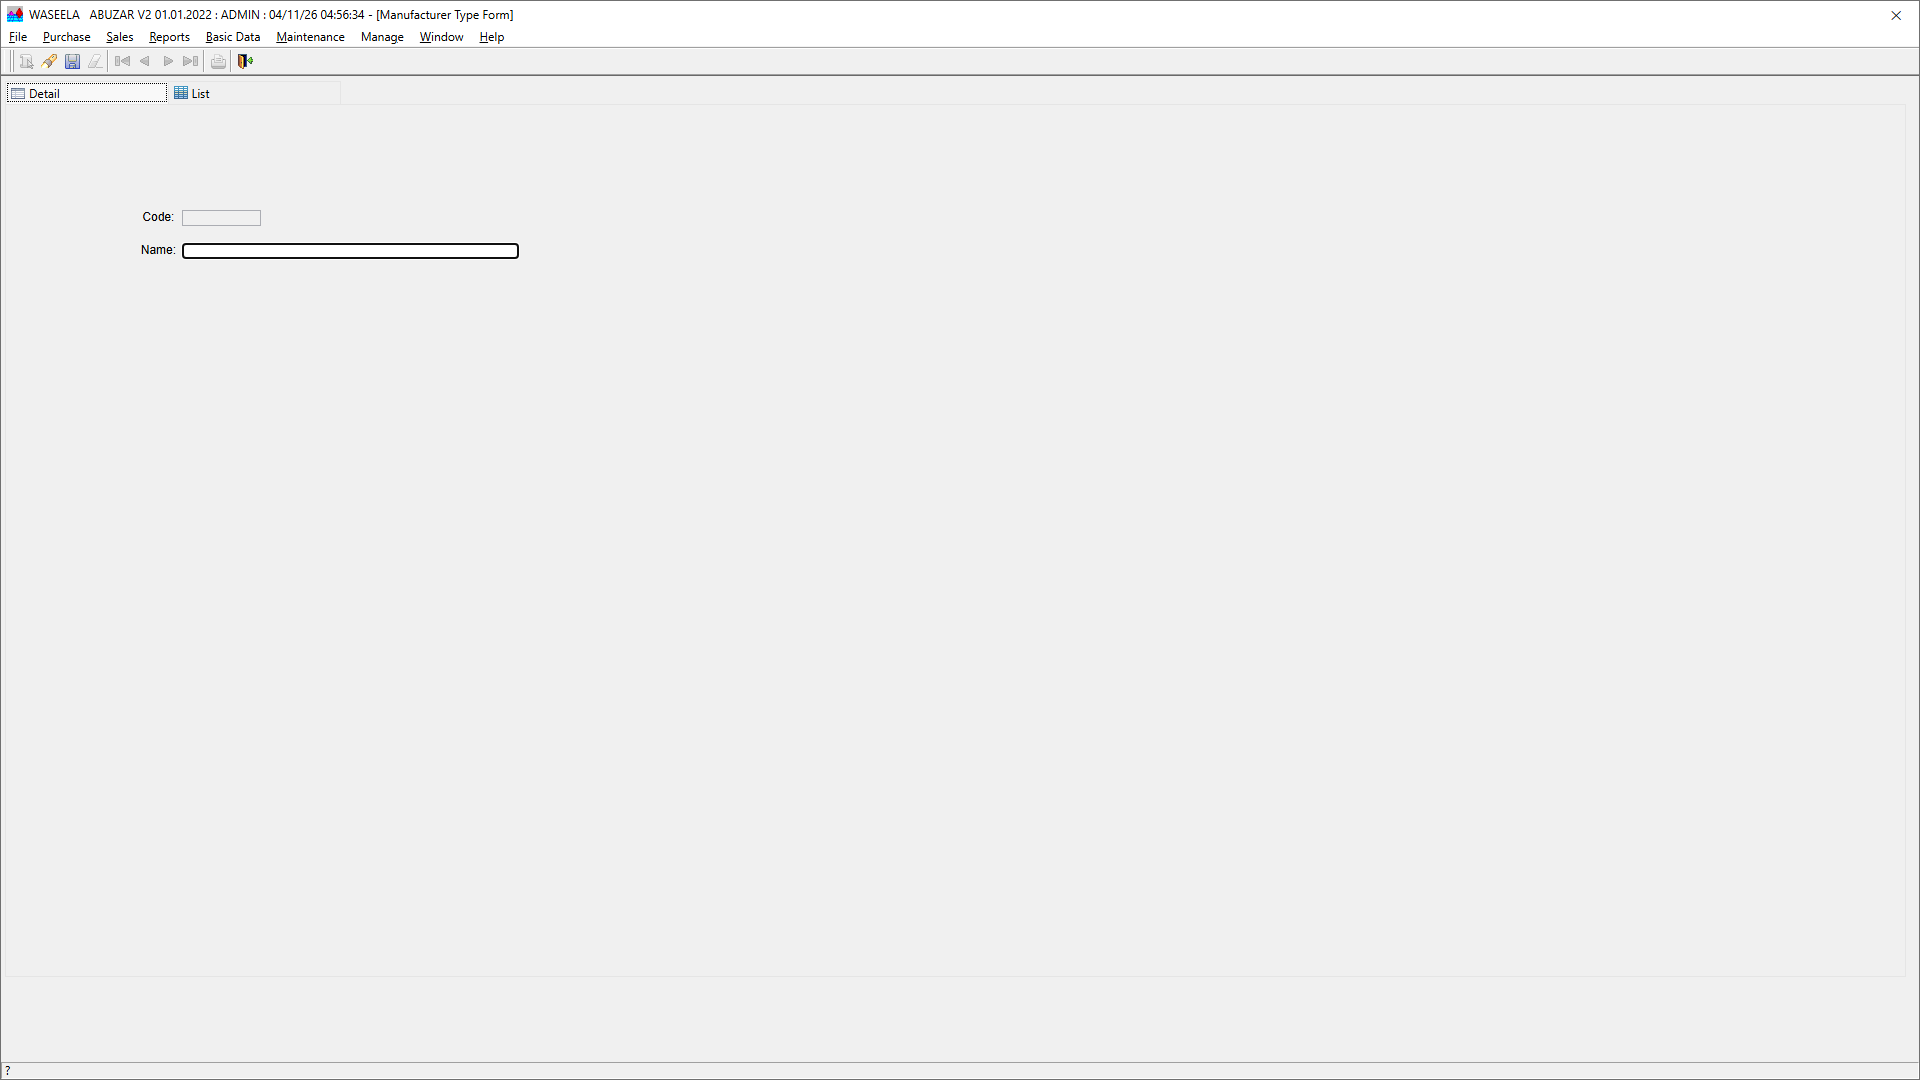 WASEELA   ABUZAR V2 01.01.2022 : ADMIN : 04/11/26 04:56:34 - [Manufacturer Type Form]
File Purchase Sales Reports Basic Data Maintenance Manage Window Help
Detail List
Code:
Name:
?